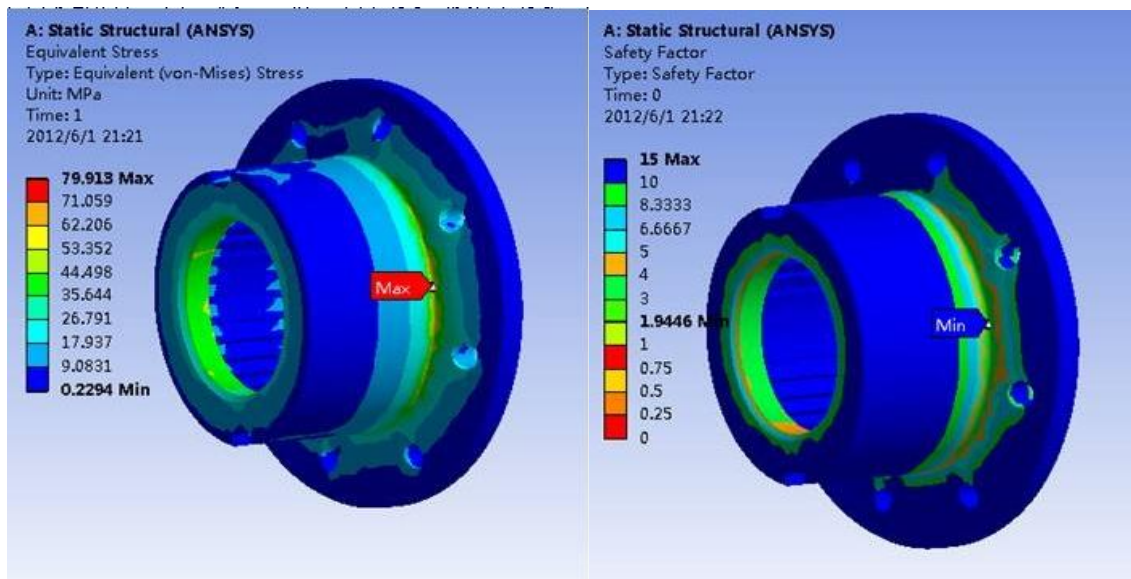 A: Static Structural (ANSYS)
Equivalent Stress
Type: Equivalent (von-Mises) Stress
Unit: MPa
Time: 1
2012/6/1 21:21
79.913 Max
71.059
62.206
53.352
44.498
35.644
26.791
17.937
9.0831
0.2294 Min
Max
A: Static Structural (ANSYS)
Safety Factor
Type: Safety Factor
Time: 0
2012/6/1 21:22
15 Max
10
8.3333
6.6667
5
4
3
1.9446 Min
1
0.75
0.5
0.25
0
Min